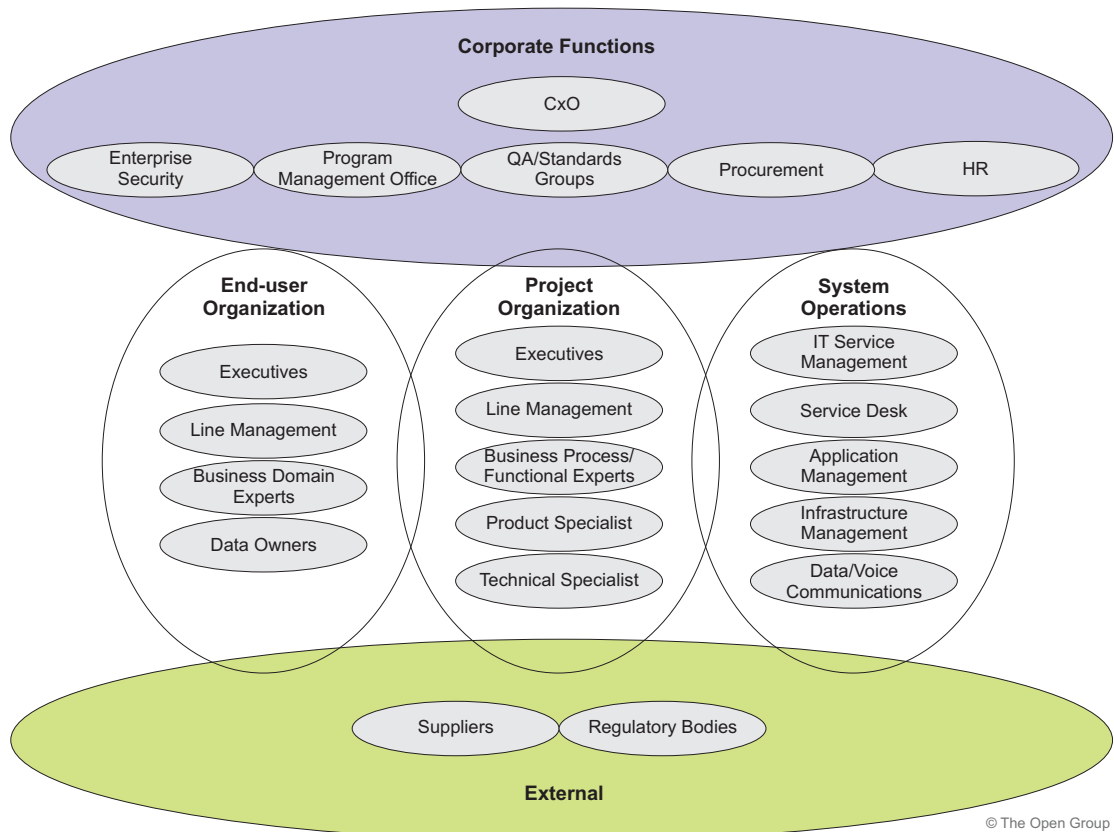 Corporate Functions
CxO
Enterprise
Security
Program
Management Office
QA/Standards
Groups
Procurement
HR
End-user
Organization
Executives
Line Management
Business Domain
Experts
Data Owners
Project
Organization
Executives
Line Management
Business Process/
Functional Experts
Product Specialist
Technical Specialist
System
Operations
IT Service
Management
Service Desk
Application
Management
Infrastructure
Management
Data/Voice
Communications
Suppliers
Regulatory Bodies
External
© The Open Group